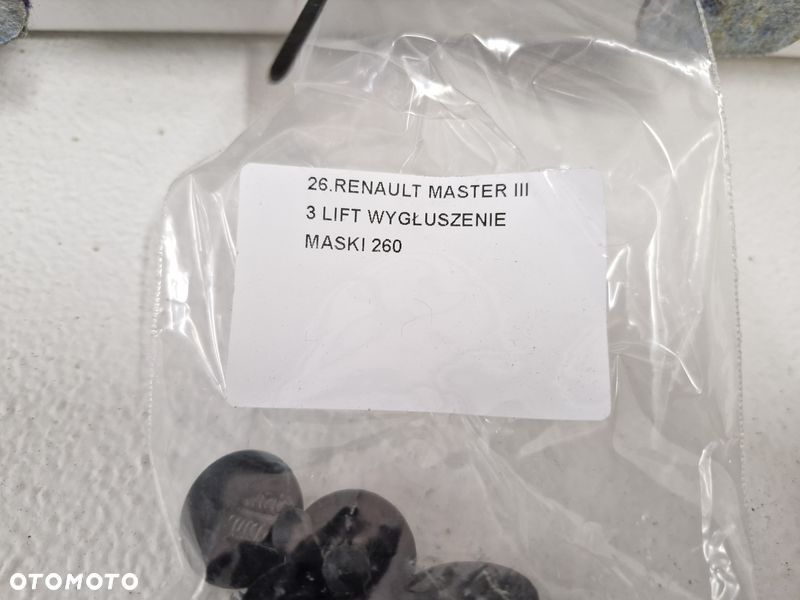 26.RENAULT MASTER III
3 LIFT WYGŁUSZENIE
MASKI 260
OTOMOTO